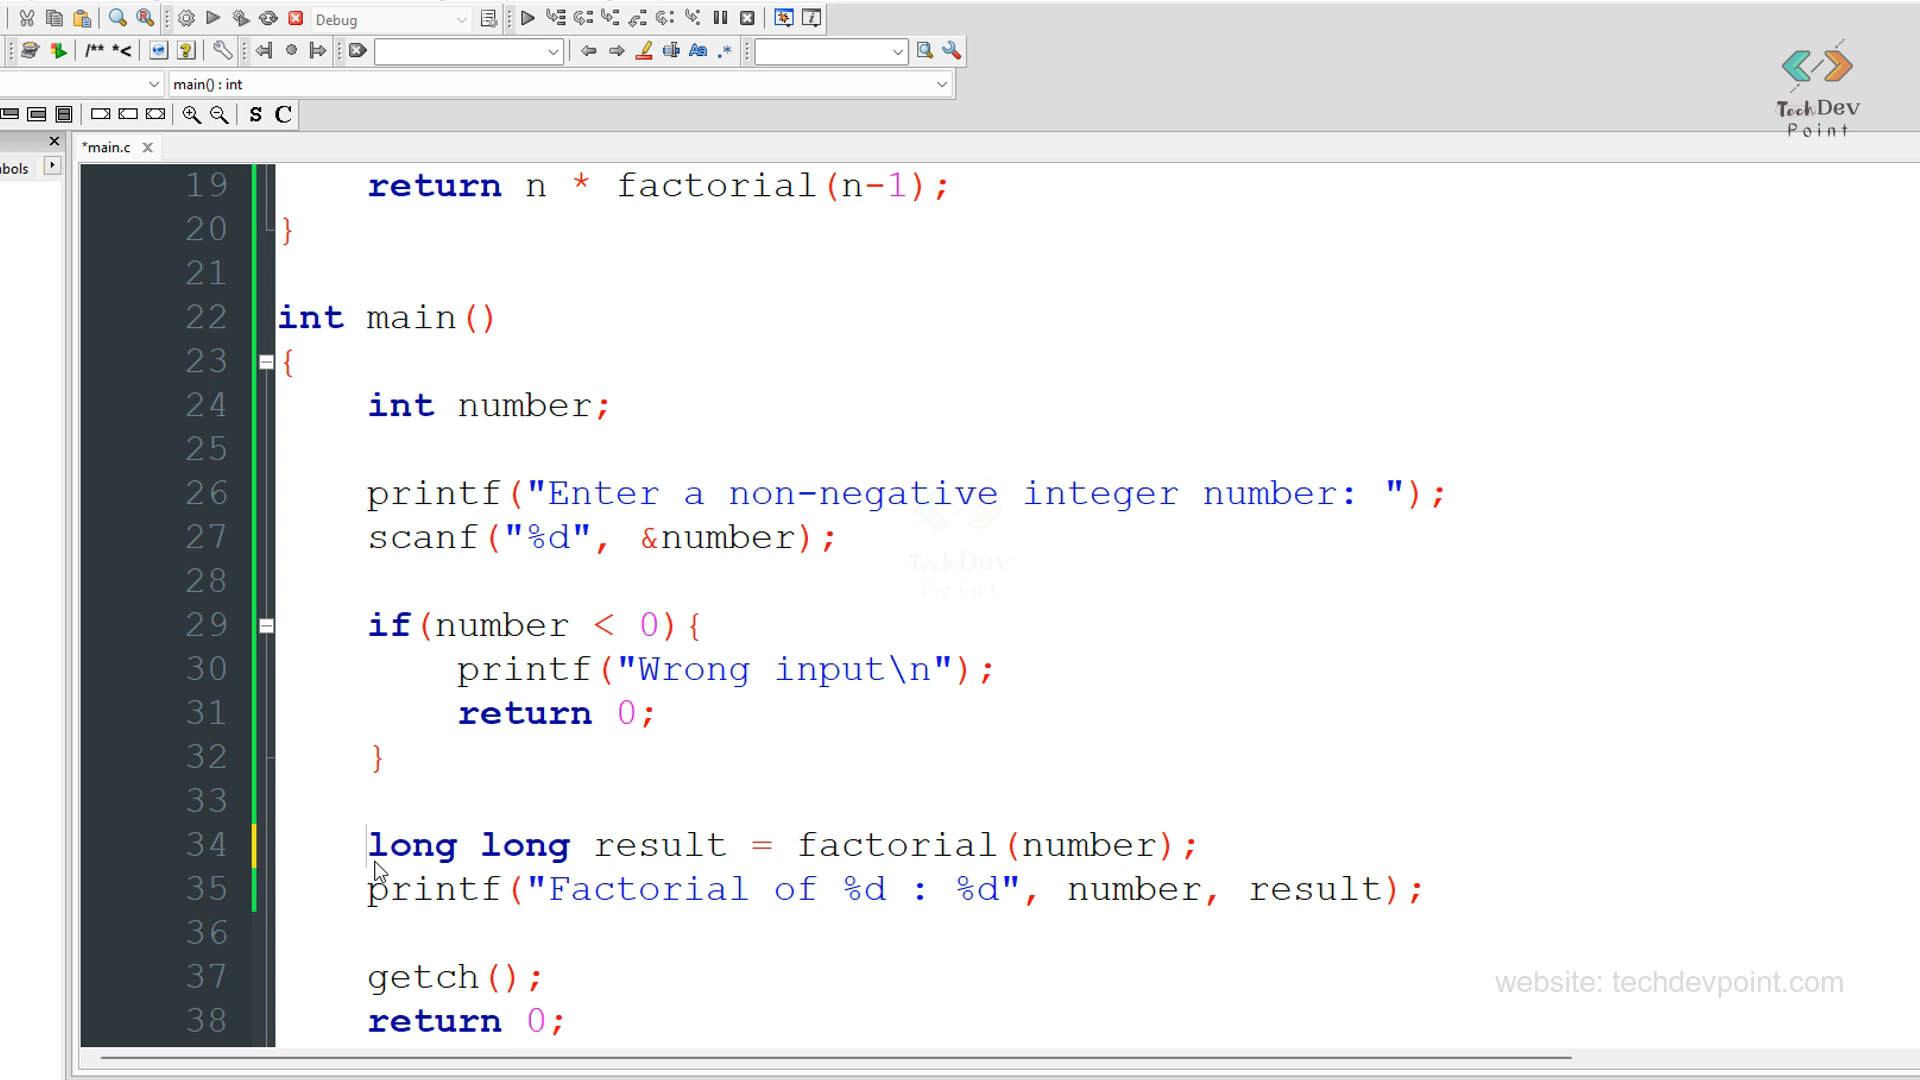 Debug
/** *<
Aa .*
main() : int
S C
TechDev
Point
*main.c
bols
19 return n * factorial(n-1);
20 }
21
22 int main()
23 {
24 int number;
25
26 printf("Enter a non-negative integer number: ");
27 scanf("%d", &number);
28
29 if(number < 0){
30 printf("Wrong input\n");
31 return 0;
32 }
33
34 long long result = factorial(number);
35 printf("Factorial of %d : %d", number, result);
36
37 getch();
38 return 0;
TechDev
Point
website: techdevpoint.com